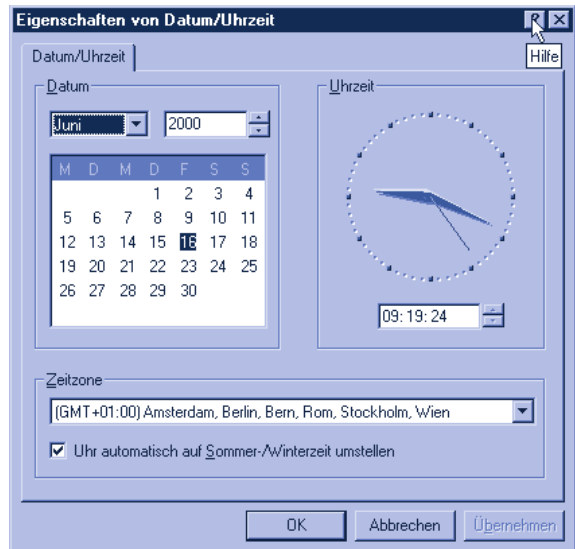 Eigenschaften von Datum/Uhrzeit
Hilfe
Datum/Uhrzeit
Datum
Juni 2000
M D M D F S S
1 2 3 4
5 6 7 8 9 10 11
12 13 14 15 16 17 18
19 20 21 22 23 24 25
26 27 28 29 30
Uhrzeit
09:19:24
Zeitzone
(GMT+01:00) Amsterdam, Berlin, Bern, Rom, Stockholm, Wien
Uhr automatisch auf Sommer-/Winterzeit umstellen
OK Abbrechen Übernehmen